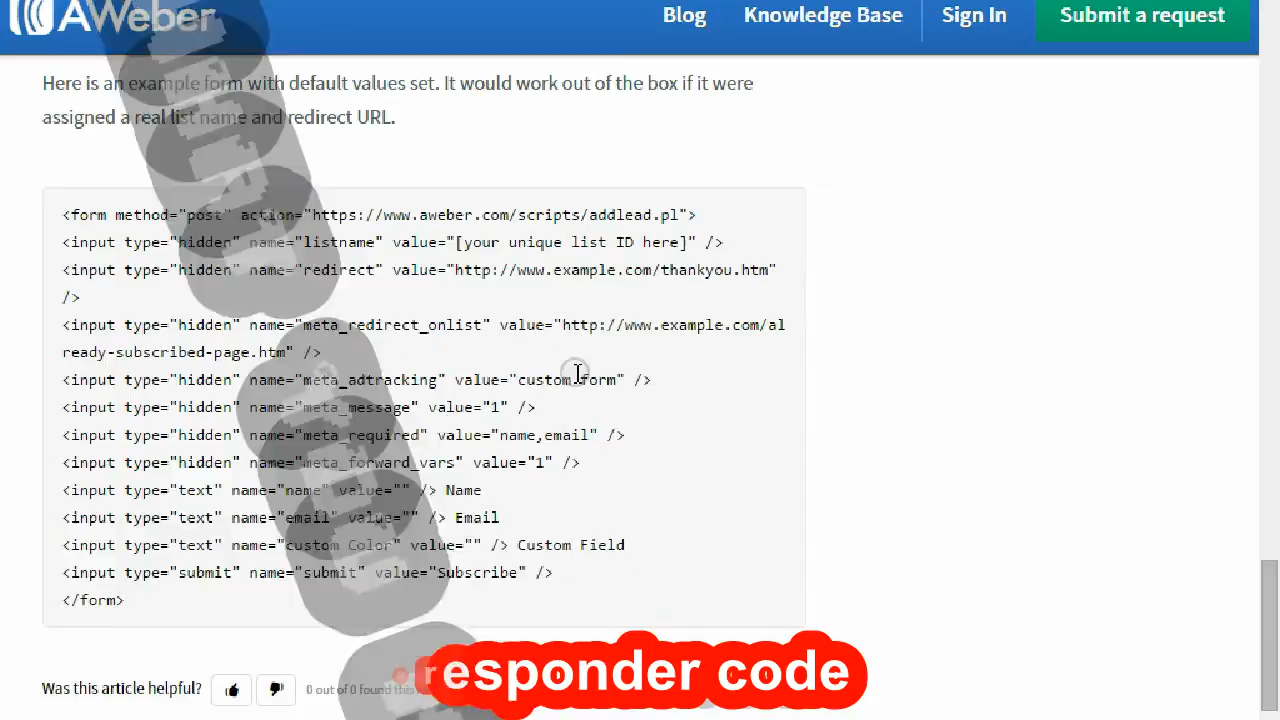 AWeber
Blog
Knowledge Base
Sign In
Submit a request
Here is an example form with default values set. It would work out of the box if it were
assigned a real list name and redirect URL.
<form method="post" action="https://www.aweber.com/scripts/addlead.pl">
<input type="hidden" name="listname" value="[your unique list ID here]" />
<input type="hidden" name="redirect" value="http://www.example.com/thankyou.htm"
/>
<input type="hidden" name="meta_redirect_onlist" value="http://www.example.com/al
ready-subscribed-page.htm" />
<input type="hidden" name="meta_adtracking" value="custom form" />
<input type="hidden" name="meta_message" value="1" />
<input type="hidden" name="meta_required" value="name,email" />
<input type="hidden" name="meta_forward_vars" value="1" />
<input type="text" name="name" value="" /> Name
<input type="text" name="email" value="" /> Email
<input type="text" name="custom Color" value="" /> Custom Field
<input type="submit" name="submit" value="Subscribe" />
</form>
Was this article helpful?
0 out of 0 found this
responder code